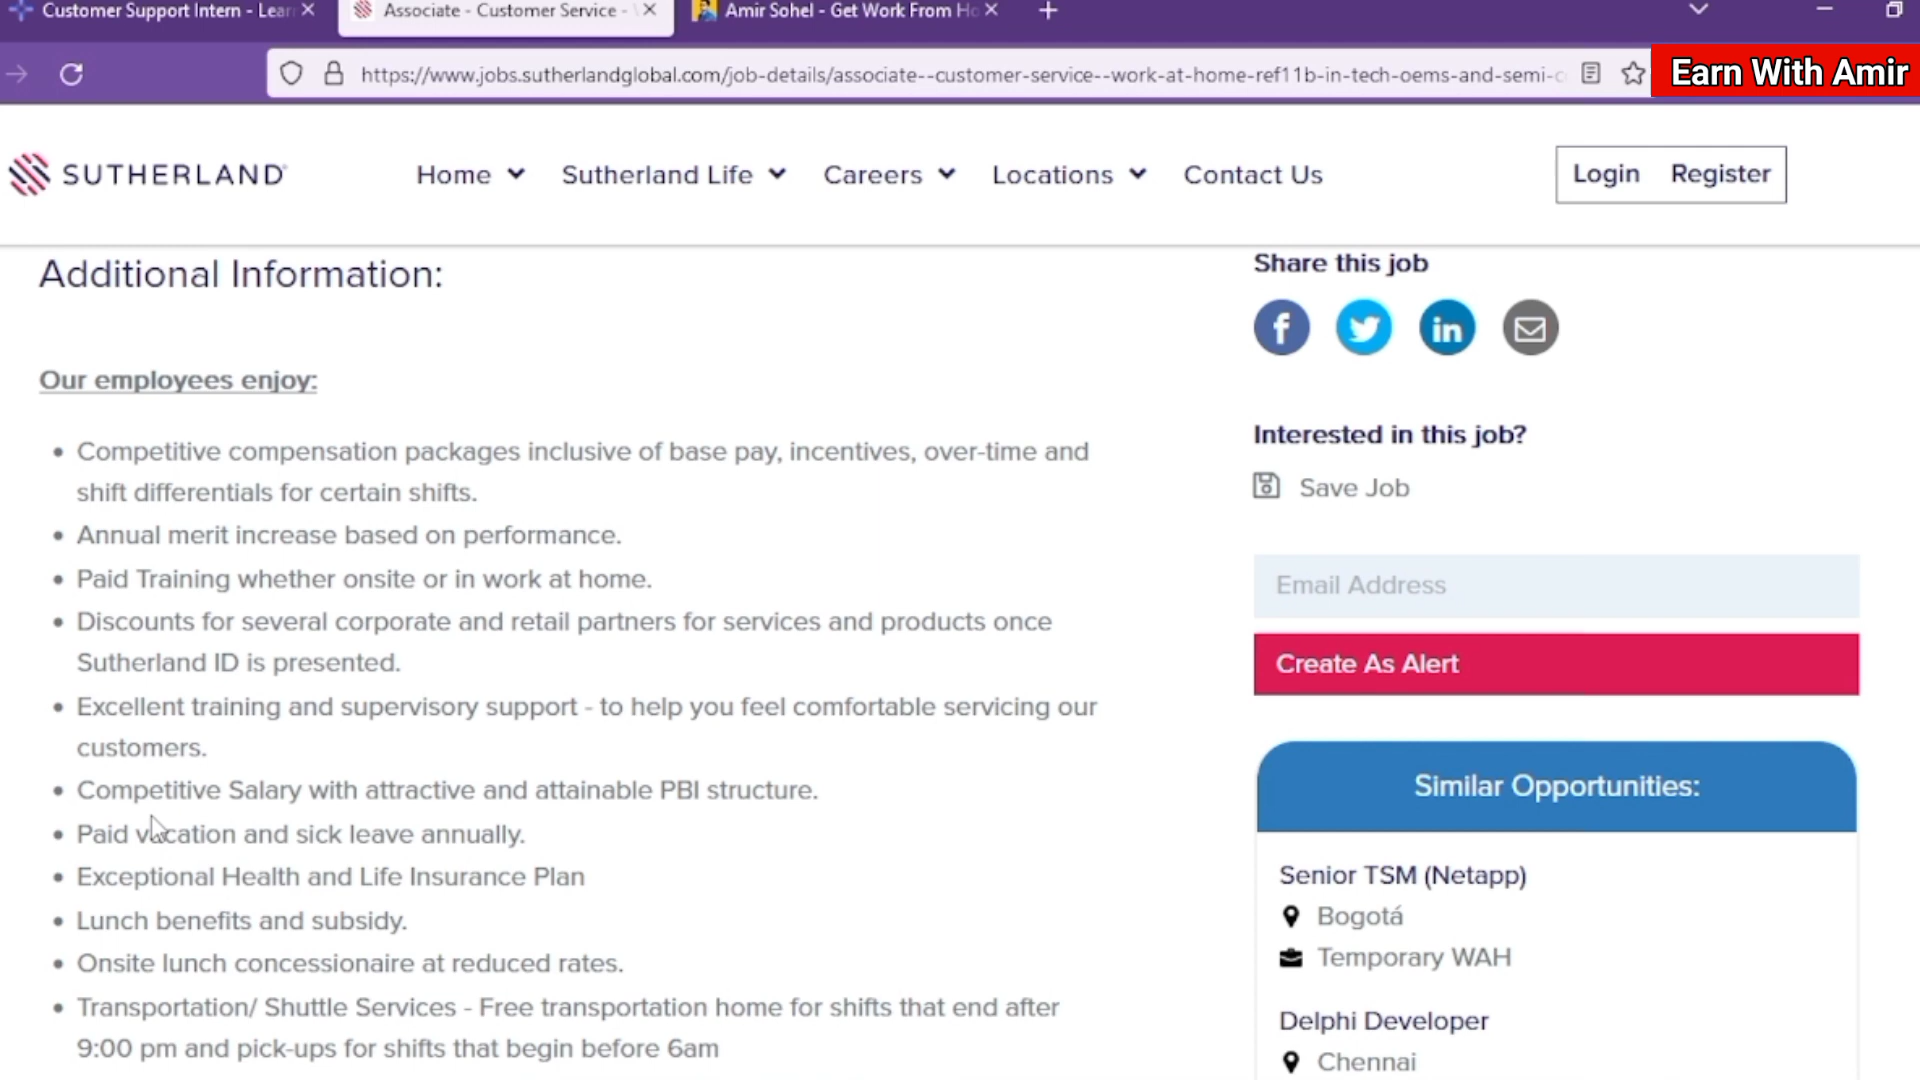 Customer Support Intern - Lear
Associate - Customer Service -
Amir Sohel - Get Work From Ho
https://www.jobs.sutherlandglobal.com/job-details/associate--customer-service--work-at-home-ref11b-in-tech-oems-and-semi-c
Earn With Amir
SUTHERLAND
Home
Sutherland Life
Careers
Locations
Contact Us
Login
Register
Additional Information:
Our employees enjoy:
• Competitive compensation packages inclusive of base pay, incentives, over-time and
shift differentials for certain shifts.
• Annual merit increase based on performance.
• Paid Training whether onsite or in work at home.
• Discounts for several corporate and retail partners for services and products once
Sutherland ID is presented.
• Excellent training and supervisory support - to help you feel comfortable servicing our
customers.
• Competitive Salary with attractive and attainable PBI structure.
• Paid vacation and sick leave annually.
• Exceptional Health and Life Insurance Plan
• Lunch benefits and subsidy.
• Onsite lunch concessionaire at reduced rates.
• Transportation/ Shuttle Services - Free transportation home for shifts that end after
9:00 pm and pick-ups for shifts that begin before 6am
Share this job
Interested in this job?
Save Job
Email Address
Create As Alert
Similar Opportunities:
Senior TSM (Netapp)
Bogotá
Temporary WAH
Delphi Developer
Chennai